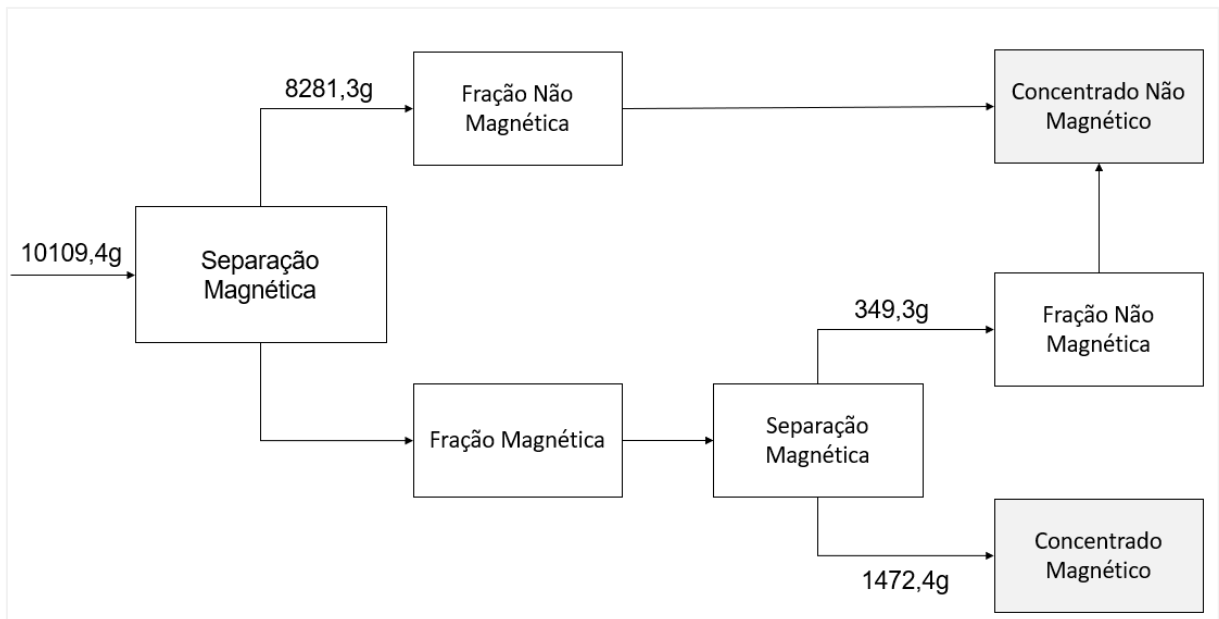 8281,3g
Fração Não
Magnética
Concentrado Não
Magnético
10109,4g
Separação
Magnética
349,3g
Fração Não
Magnética
Fração Magnética
Separação
Magnética
1472,4g
Concentrado
Magnético